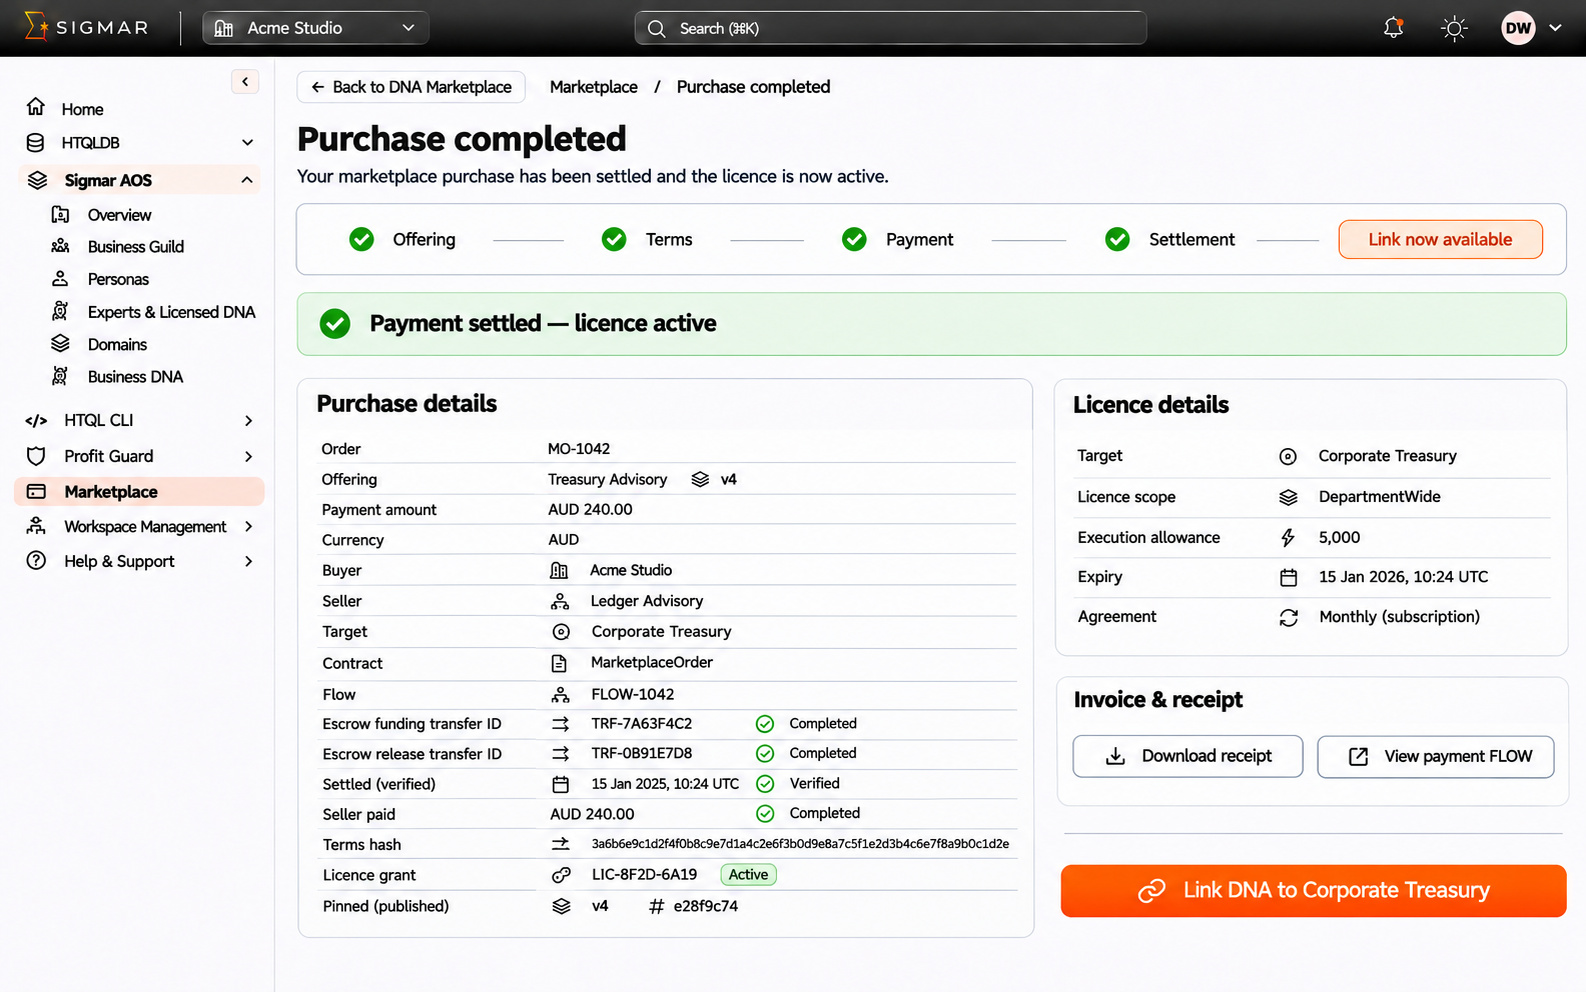 SIGMAR
Acme Studio
Search (⌘K)
DW
Home
HTQLDB
Sigmar AOS
Overview
Business Guild
Personas
Experts & Licensed DNA
Domains
Business DNA
HTQL CLI
Profit Guard
Marketplace
Workspace Management
Help & Support
Back to DNA Marketplace
Marketplace / Purchase completed
Purchase completed
Your marketplace purchase has been settled and the licence is now active.
Offering
Terms
Payment
Settlement
Link now available
Payment settled — licence active
Purchase details
Order MO-1042
Offering Treasury Advisory v4
Payment amount AUD 240.00
Currency AUD
Buyer Acme Studio
Seller Ledger Advisory
Target Corporate Treasury
Contract MarketplaceOrder
Flow FLOW-1042
Escrow funding transfer ID TRF-7A63F4C2 Completed
Escrow release transfer ID TRF-0B91E7D8 Completed
Settled (verified) 15 Jan 2025, 10:24 UTC Verified
Seller paid AUD 240.00 Completed
Terms hash 3a6b6e9c1d2f4f0b8c9e7d1a4c2e6f3b0d9e8a7c5f1e2d3b4c6e7f8a9b0c1d2e
Licence grant LIC-8F2D-6A19 Active
Pinned (published) v4 # e28f9c74
Licence details
Target Corporate Treasury
Licence scope DepartmentWide
Execution allowance 5,000
Expiry 15 Jan 2026, 10:24 UTC
Agreement Monthly (subscription)
Invoice & receipt
Download receipt
View payment FLOW
Link DNA to Corporate Treasury